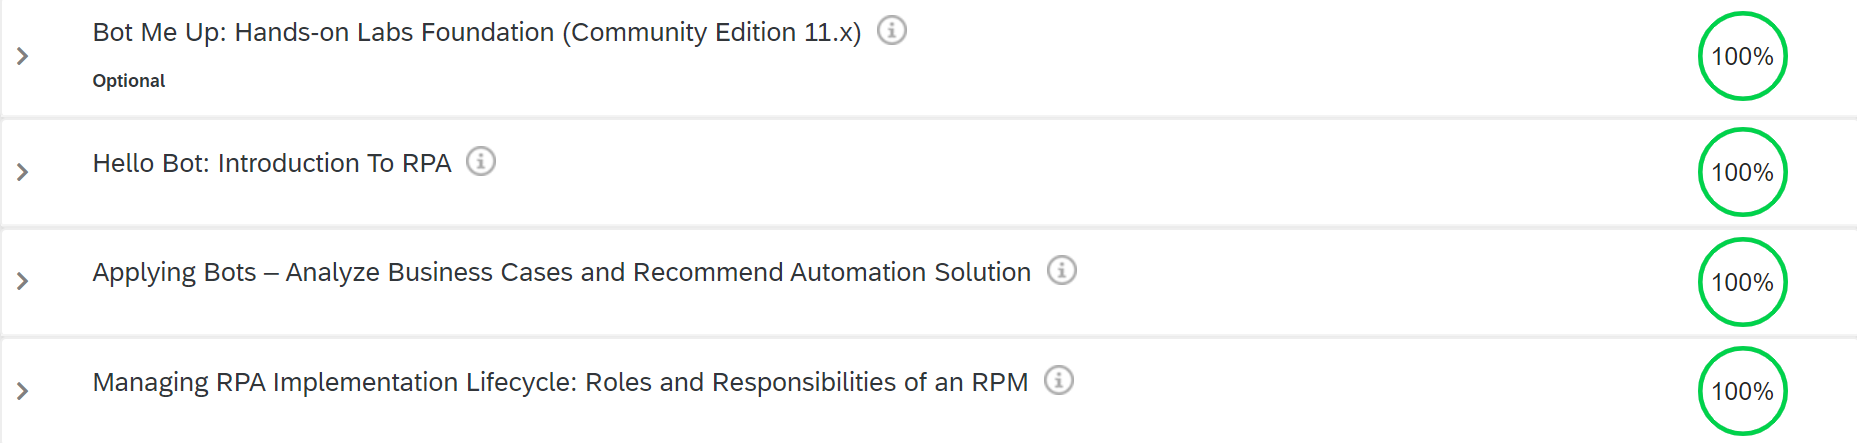 Bot Me Up: Hands-on Labs Foundation (Community Edition 11.x)
Optional
100%
Hello Bot: Introduction To RPA
100%
Applying Bots – Analyze Business Cases and Recommend Automation Solution
100%
Managing RPA Implementation Lifecycle: Roles and Responsibilities of an RPM
100%